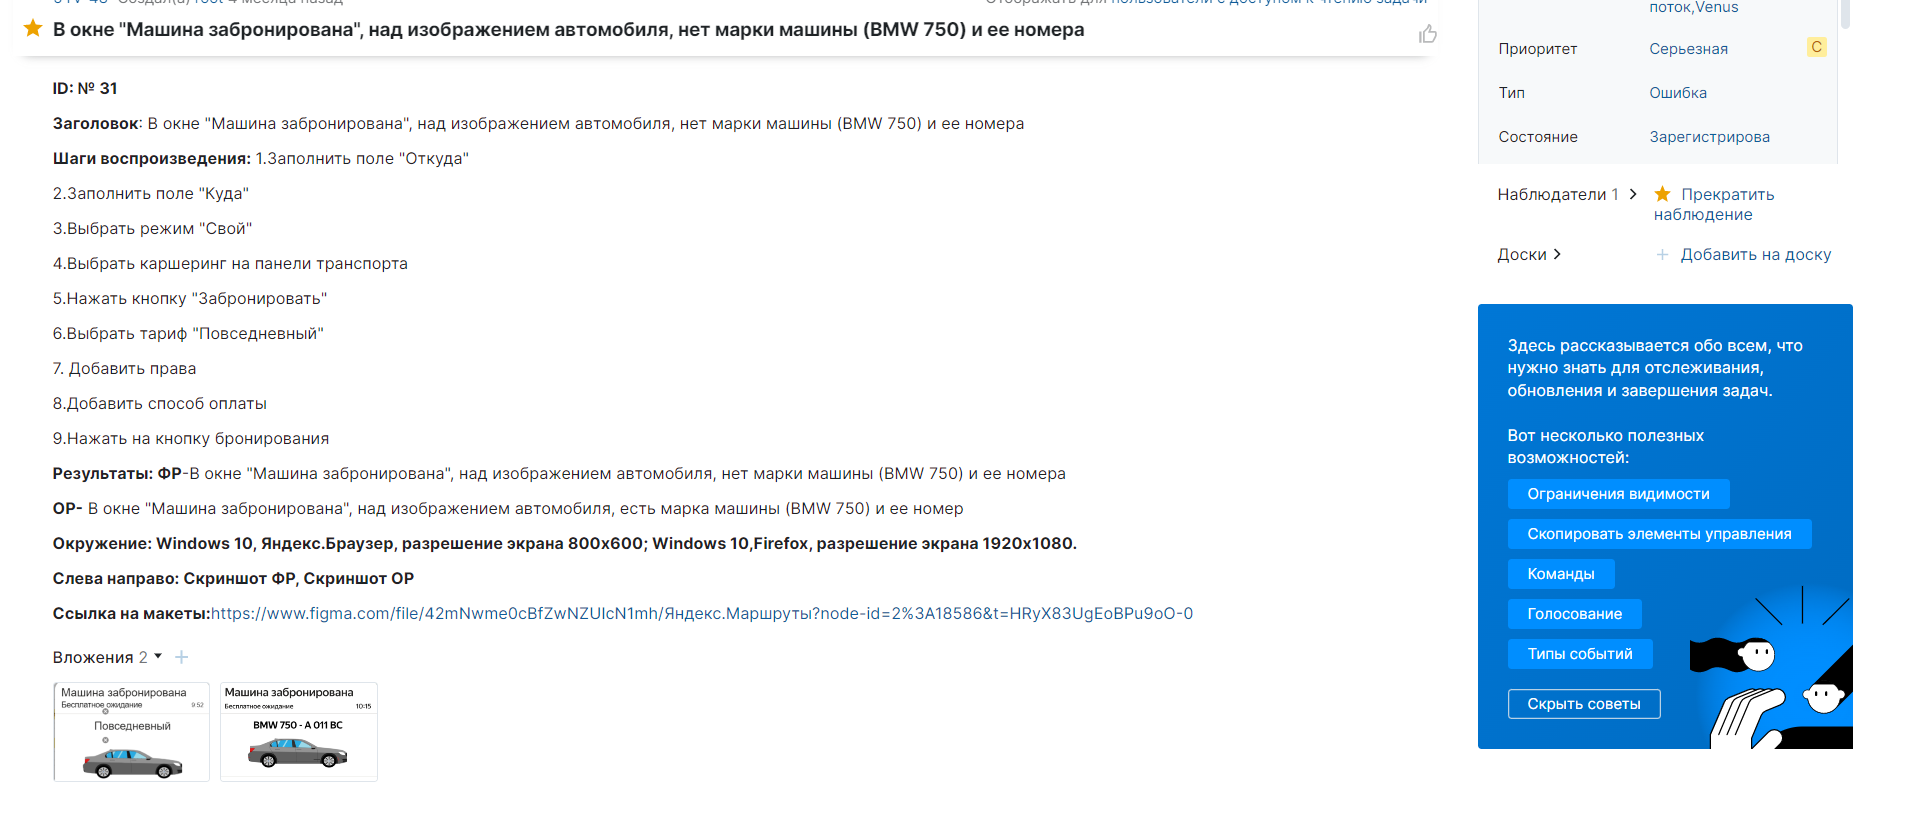 В окне "Машина забронирована", над изображением автомобиля, нет марки машины (BMW 750) и ее номера
ID: № 31
Заголовок: В окне "Машина забронирована", над изображением автомобиля, нет марки машины (BMW 750) и ее номера
Шаги воспроизведения: 1.Заполнить поле "Откуда"
2.Заполнить поле "Куда"
3.Выбрать режим "Свой"
4.Выбрать каршеринг на панели транспорта
5.Нажать кнопку "Забронировать"
6.Выбрать тариф "Повседневный"
7. Добавить права
8.Добавить способ оплаты
9.Нажать на кнопку бронирования
Результаты: ФР-В окне "Машина забронирована", над изображением автомобиля, нет марки машины (BMW 750) и ее номера
ОР- В окне "Машина забронирована", над изображением автомобиля, есть марка машины (BMW 750) и ее номер
Окружение: Windows 10, Яндекс.Браузер, разрешение экрана 800x600; Windows 10,Firefox, разрешение экрана 1920x1080.
Слева направо: Скриншот ФР, Скриншот ОР
Ссылка на макеты:https://www.figma.com/file/42mNwme0cBfZwNZUIcN1mh/Яндекс.Маршруты?node-id=2%3A18586&t=HRyX83UgEoBPu9oO-0
Вложения 2
Машина забронирована
Бесплатное ожидание 9:52
Повседневный
Машина забронирована
Бесплатное ожидание 10:15
BMW 750 - А 011 ВС
поток,Venus
Приоритет Серьезная С
Тип Ошибка
Состояние Зарегистрирова
Наблюдатели 1 Прекратить
наблюдение
Доски Добавить на доску
Здесь рассказывается обо всем, что
нужно знать для отслеживания,
обновления и завершения задач.
Вот несколько полезных
возможностей:
Ограничения видимости
Скопировать элементы управления
Команды
Голосование
Типы событий
Скрыть советы